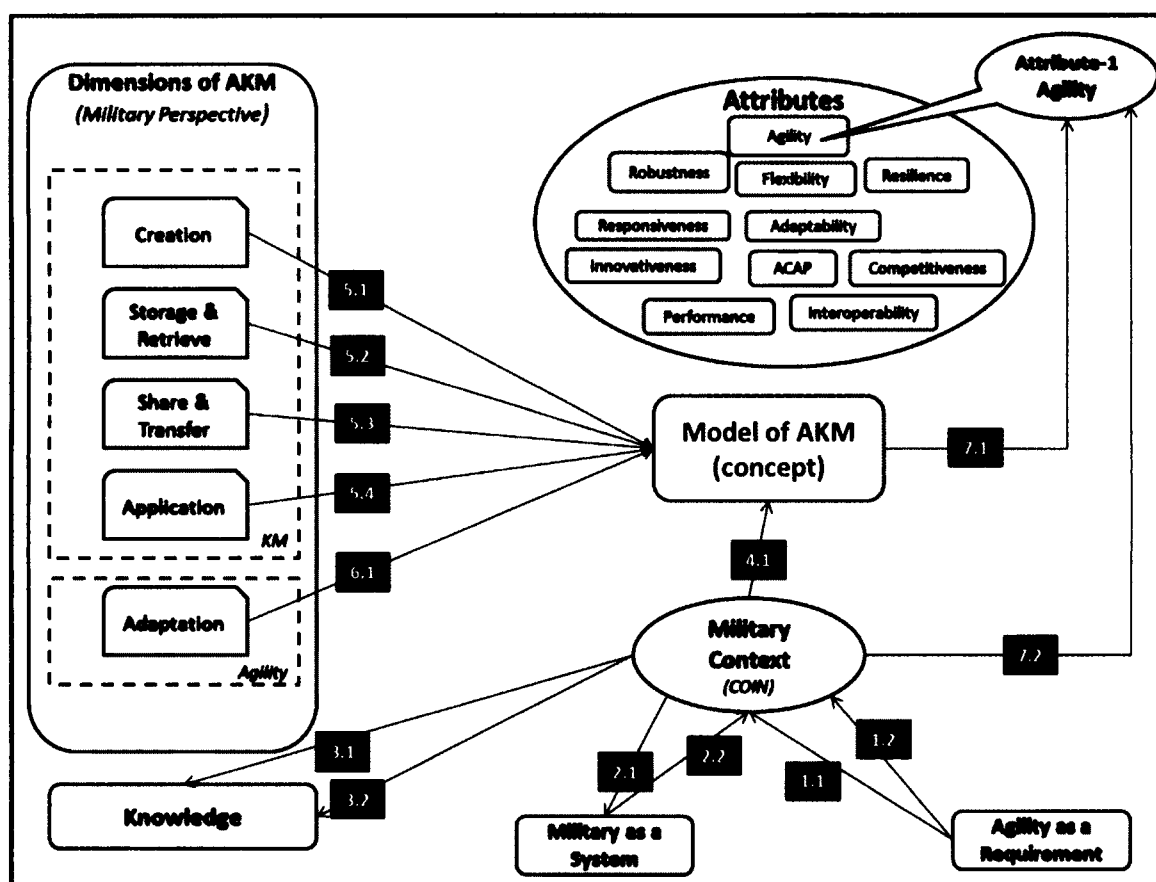 Dimensions of AKM
(Military Perspective)
Creation
Storage &
Retrieve
Share &
Transfer
Application
KM
Adaptation
Agility
Knowledge
5.1
5.2
5.3
5.4
6.1
3.1
3.2
Attribute-1
Agility
Attributes
Agility
Robustness
Flexibility
Resilience
Responsiveness
Adaptability
Innovativeness
ACAP
Competitiveness
Performance
Interoperability
Model of AKM
(concept)
7.1
4.1
Military
Context
(COIN)
7.2
2.1
2.2
1.1
1.2
Military as a
System
Agility as a
Requirement